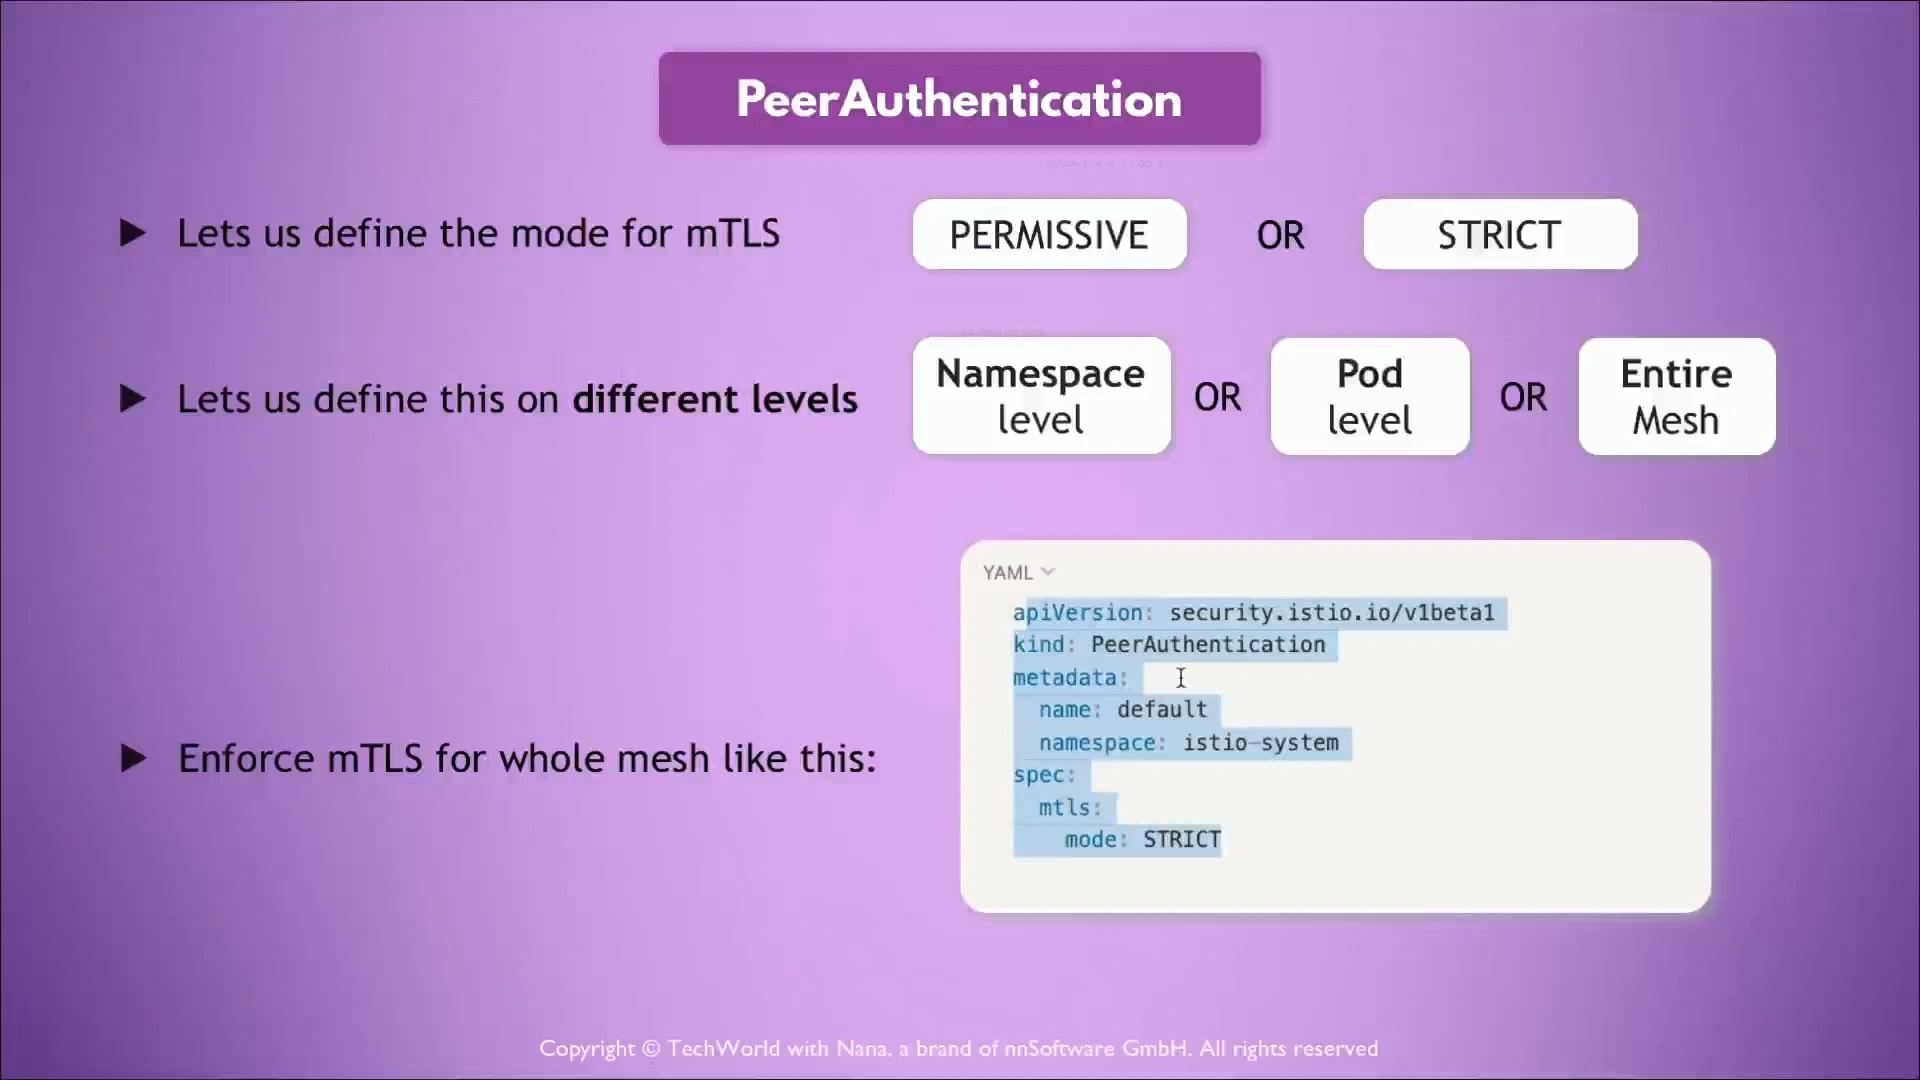 PeerAuthentication
Lets us define the mode for mTLS PERMISSIVE OR STRICT
Lets us define this on different levels
Namespace level OR Pod level OR Entire Mesh
Enforce mTLS for whole mesh like this:
YAML
apiVersion: security.istio.io/v1beta1
kind: PeerAuthentication
metadata:
  name: default
  namespace: istio-system
spec:
  mtls:
    mode: STRICT
Copyright © TechWorld with Nana, a brand of nnSoftware GmbH. All rights reserved